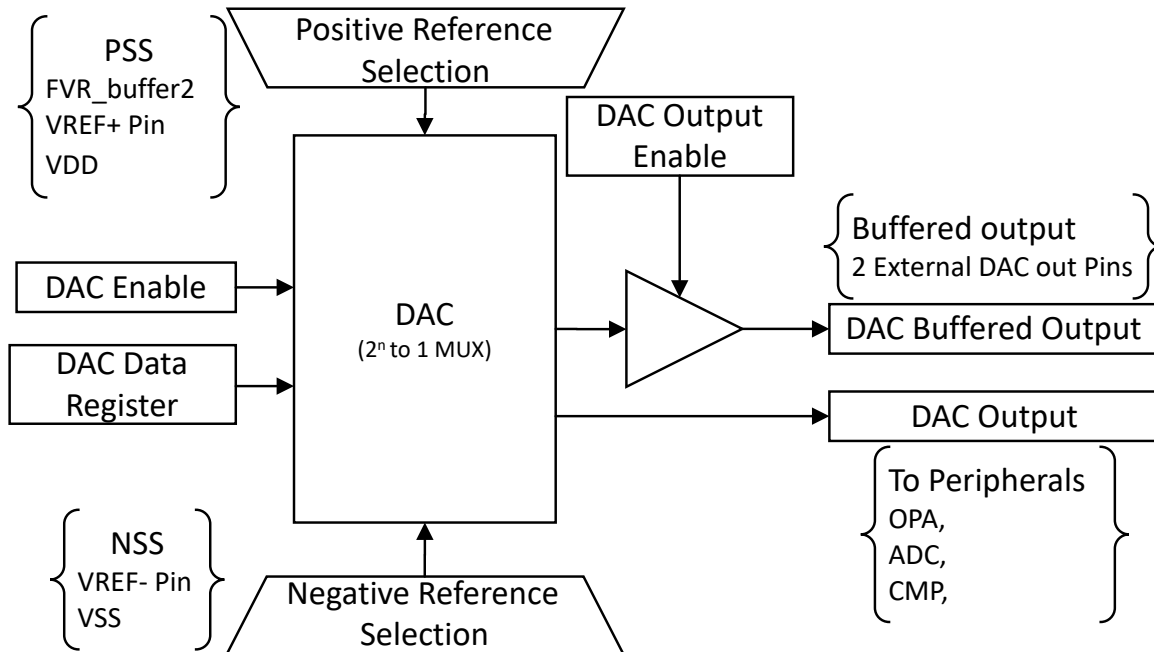 Positive Reference
Selection
PSS
FVR_buffer2
VREF+ Pin
VDD
DAC Output
Enable
Buffered output
2 External DAC out Pins
DAC Enable
DAC
(2ⁿ to 1 MUX)
DAC Buffered Output
DAC Data
Register
DAC Output
To Peripherals
OPA,
ADC,
CMP,
NSS
VREF- Pin
VSS
Negative Reference
Selection